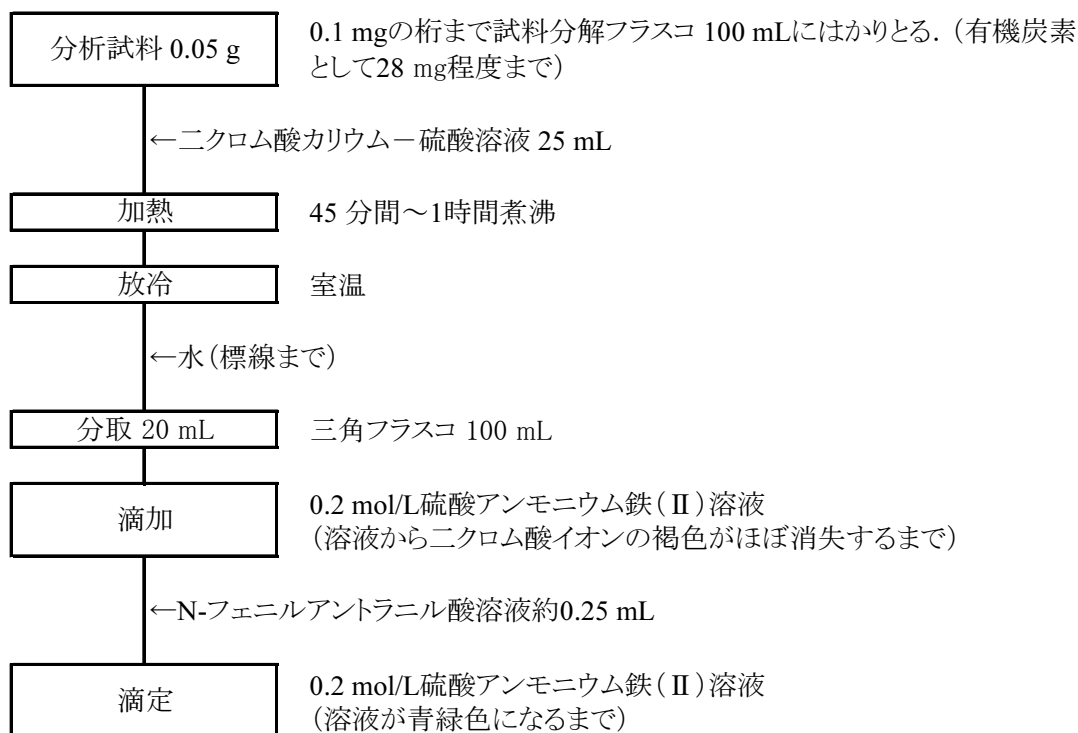 分析試料 0.05 g
0.1 mgの桁まで試料分解フラスコ 100 mLにはかりとる．（有機炭素
として28 mg程度まで）
←二クロム酸カリウム－硫酸溶液 25 mL
加熱
45 分間～1時間煮沸
放冷
室温
←水（標線まで）
分取 20 mL
三角フラスコ 100 mL
滴加
0.2 mol/L硫酸アンモニウム鉄（Ⅱ）溶液
（溶液から二クロム酸イオンの褐色がほぼ消失するまで）
←N-フェニルアントラニル酸溶液約0.25 mL
滴定
0.2 mol/L硫酸アンモニウム鉄（Ⅱ）溶液
（溶液が青緑色になるまで）